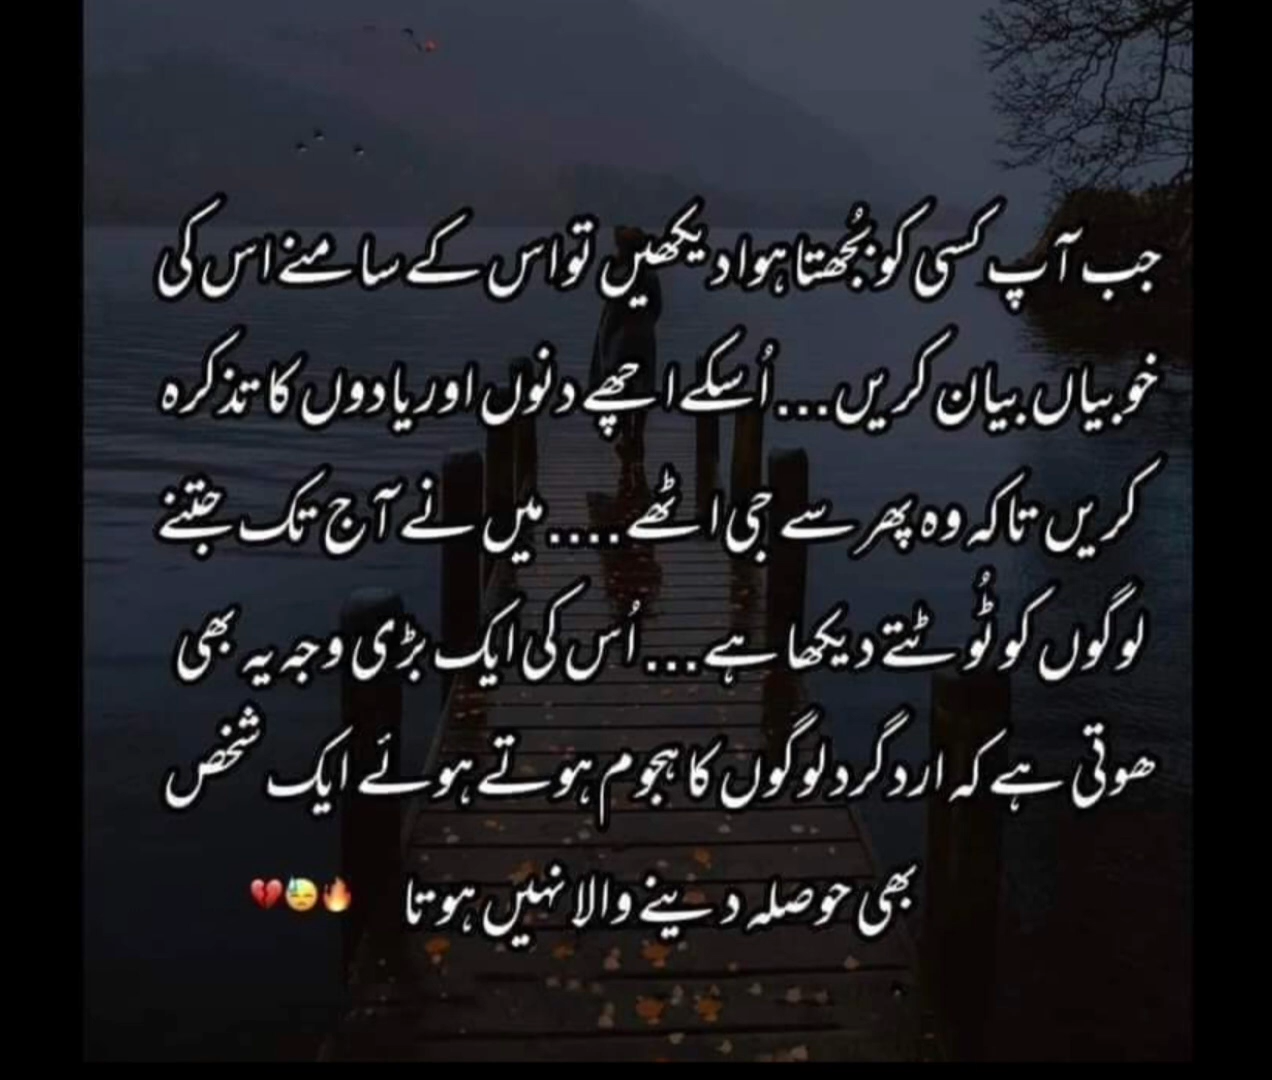 جب آپ کسی کو بُجھتا ہوا دیکھیں تو اس کے سامنے اس کی
خوبیاں بیان کریں...اُسکے اچھے دنوں اور یادوں کا تذکرہ
کریں تاکہ وہ پھر سے جی اٹھے....میں نے آج تک جتنے
لوگوں کو ٹُوٹتے دیکھا ہے...اُس کی ایک بڑی وجہ یہ بھی
ھوتی ہے کہ اردگرد لوگوں کا ہجوم ہوتے ہوئے ایک شخص
بھی حوصلہ دینے والا نہیں ہوتا 🔥😓💔